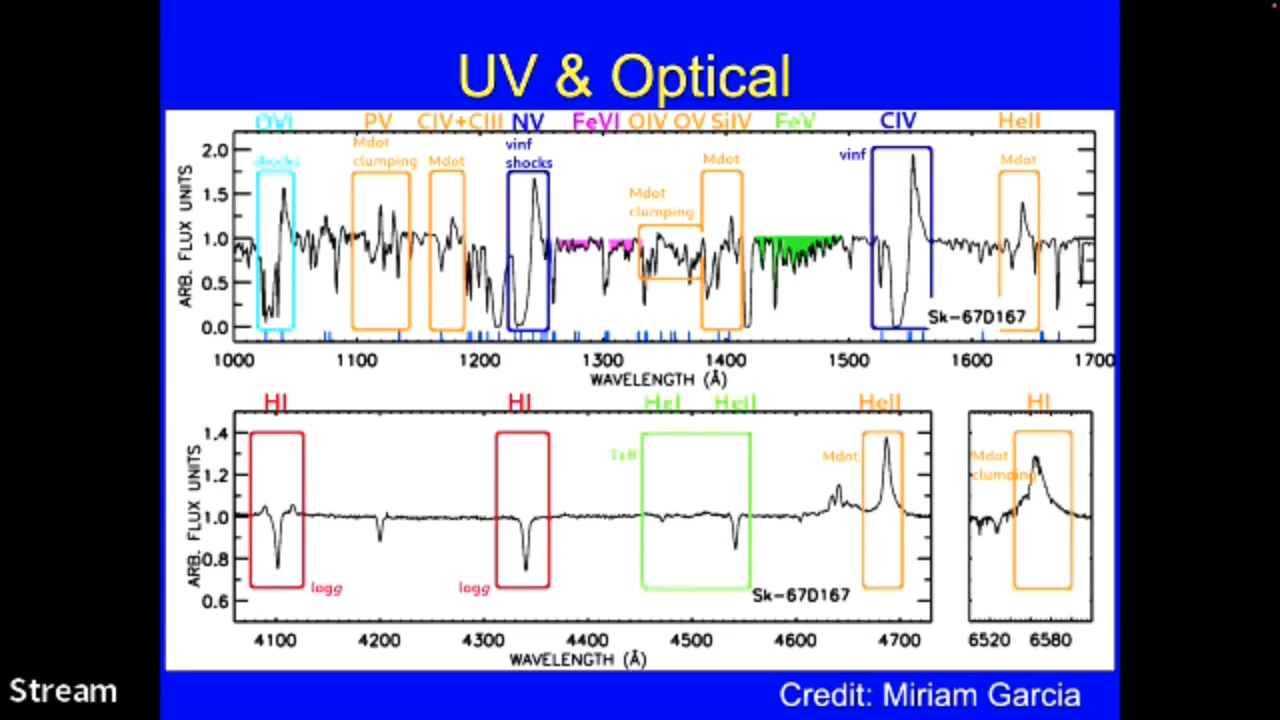 UV & Optical
OVI PV CIV+CIII NV FeVI OIV OV SiIV FeV CIV HeII
shocks
Mdot
clumping
Mdot
vinf
shocks
Mdot
clumping
Mdot
vinf
Mdot
ARB. FLUX UNITS
2.0
1.5
1.0
0.5
0.0
Sk-67D167
1000 1100 1200 1300 1400 1500 1600 1700
WAVELENGTH (Å)
HI HI HeI HeII HeII HI
ARB. FLUX UNITS
1.4
1.2
1.0
0.8
0.6
Teff
Mdot
Mdot
clumping
logg
logg
Sk-67D167
4100 4200 4300 4400 4500 4600 4700 6520 6580
WAVELENGTH (Å)
Stream
Credit: Miriam Garcia